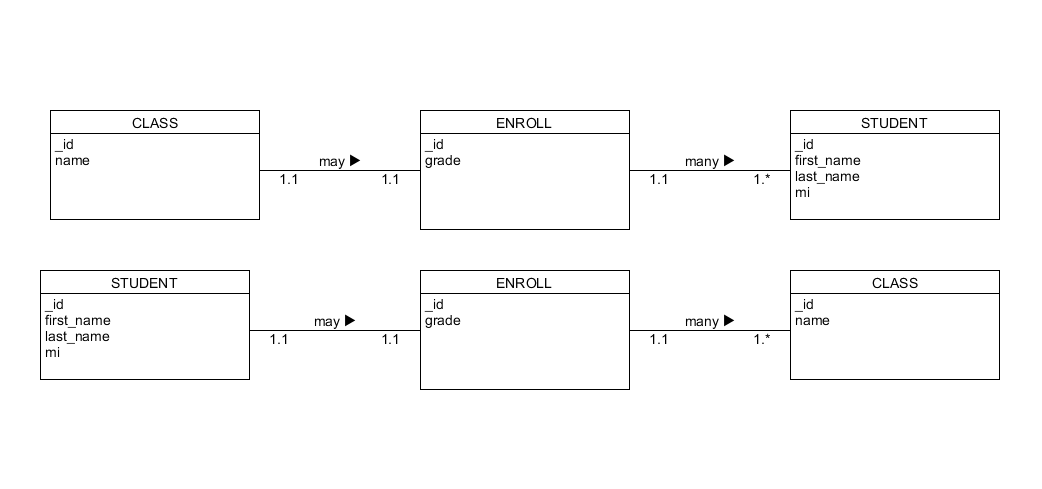 CLASS
_id
name
may ▶
1.1
1.1
ENROLL
_id
grade
many ▶
1.1
1.*
STUDENT
_id
first_name
last_name
mi
STUDENT
_id
first_name
last_name
mi
may ▶
1.1
1.1
ENROLL
_id
grade
many ▶
1.1
1.*
CLASS
_id
name